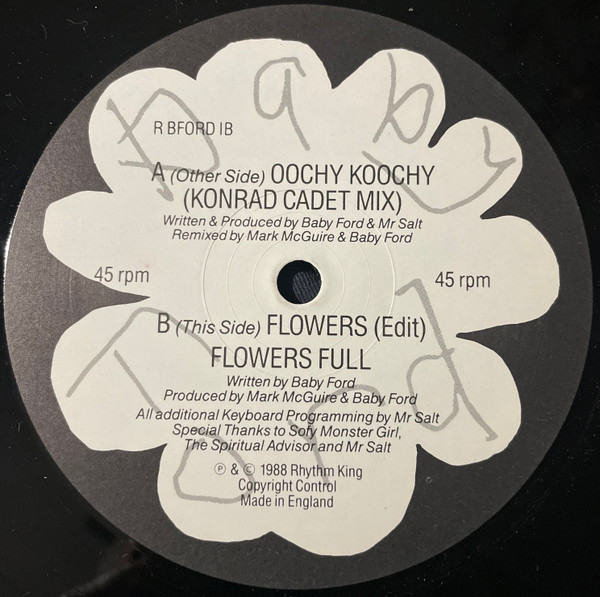 Baby
R BFORD IB
A (Other Side) OOCHY KOOCHY
(KONRAD CADET MIX)
Written & Produced by Baby Ford & Mr Salt
Remixed by Mark McGuire & Baby Ford
45 rpm
45 rpm
B (This Side) FLOWERS (Edit)
FLOWERS FULL
Written by Baby Ford
Produced by Mark McGuire & Baby Ford
All additional Keyboard Programming by Mr Salt
Special Thanks to Sofy Monster Girl,
The Spiritual Advisor and Mr Salt
Ford
Ⓟ & © 1988 Rhythm King
Copyright Control
Made in England